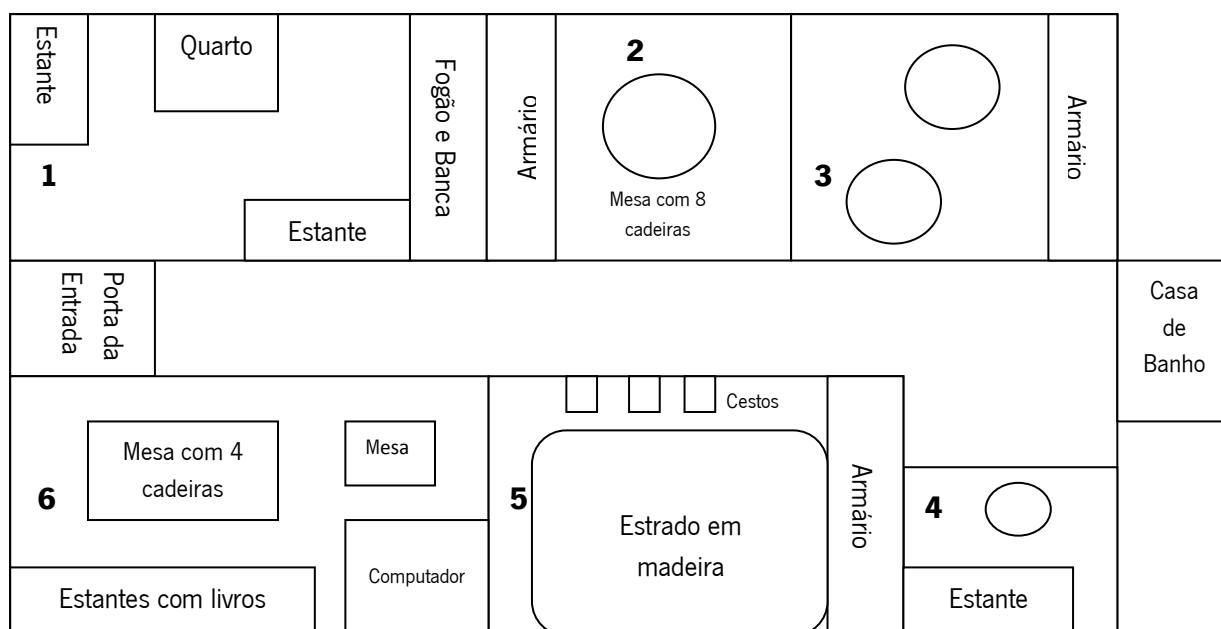 Estante
Quarto
Fogão e Banca
Armário
2
Mesa com 8
cadeiras
3
Armário
1
Estante
Porta da
Entrada
Casa
de
Banho
Cestos
Mesa com 4
cadeiras
Mesa
6
5
Estrado em
madeira
Armário
4
Computador
Estantes com livros
Estante